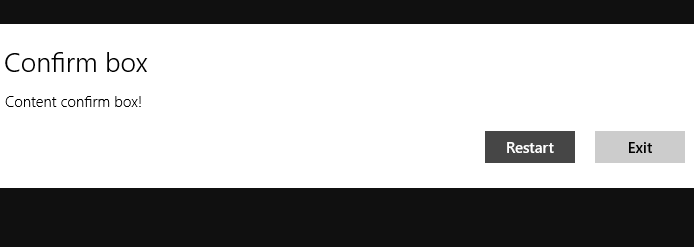 Confirm box
Content confirm box!
Restart Exit